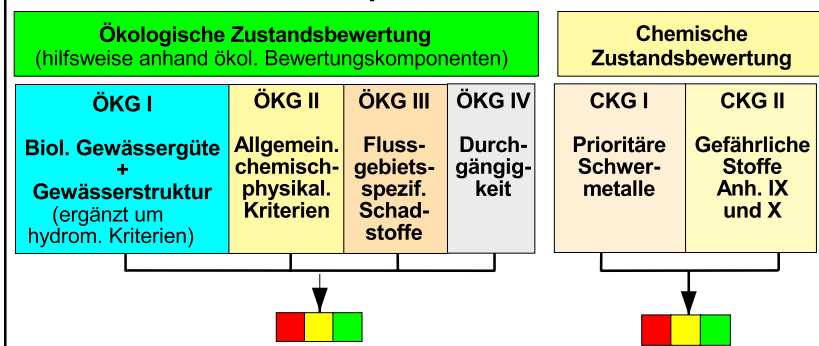 Ökologische Zustandsbewertung
(hilfsweise anhand ökol. Bewertungskomponenten)
Chemische
Zustandsbewertung
ÖKG I
Biol. Gewässergüte
+
Gewässerstruktur
(ergänzt um
hydrom. Kriterien)
ÖKG II
Allgemein.
chemisch-
physikal.
Kriterien
ÖKG III
Fluss-
gebiets-
spezif.
Schad-
stoffe
ÖKG IV
Durch-
gängig-
keit
CKG I
Prioritäre
Schwer-
metalle
CKG II
Gefährliche
Stoffe
Anh. IX
und X